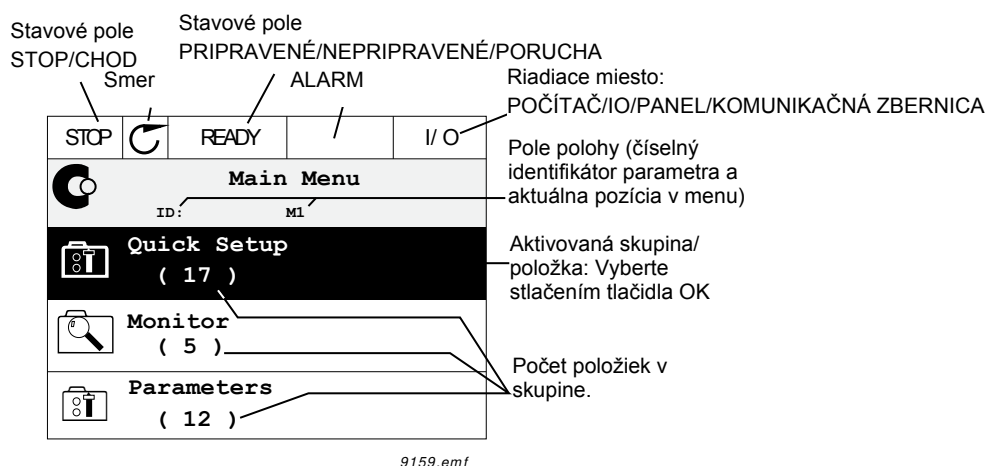 Stavové pole
STOP/CHOD
Smer
Stavové pole
PRIPRAVENÉ/NEPRIPRAVENÉ/PORUCHA
ALARM
Riadiace miesto:
POČÍTAČ/IO/PANEL/KOMUNIKAČNÁ ZBERNICA
STOP
READY
I/ O
Pole polohy (číselný
identifikátor parametra a
aktuálna pozícia v menu)
Main Menu
ID:
M1
Quick Setup
( 17 )
Aktivovaná skupina/
položka: Vyberte
stlačením tlačidla OK
Monitor
( 5 )
Parameters
( 12 )
Počet položiek v
skupine.
9159.emf